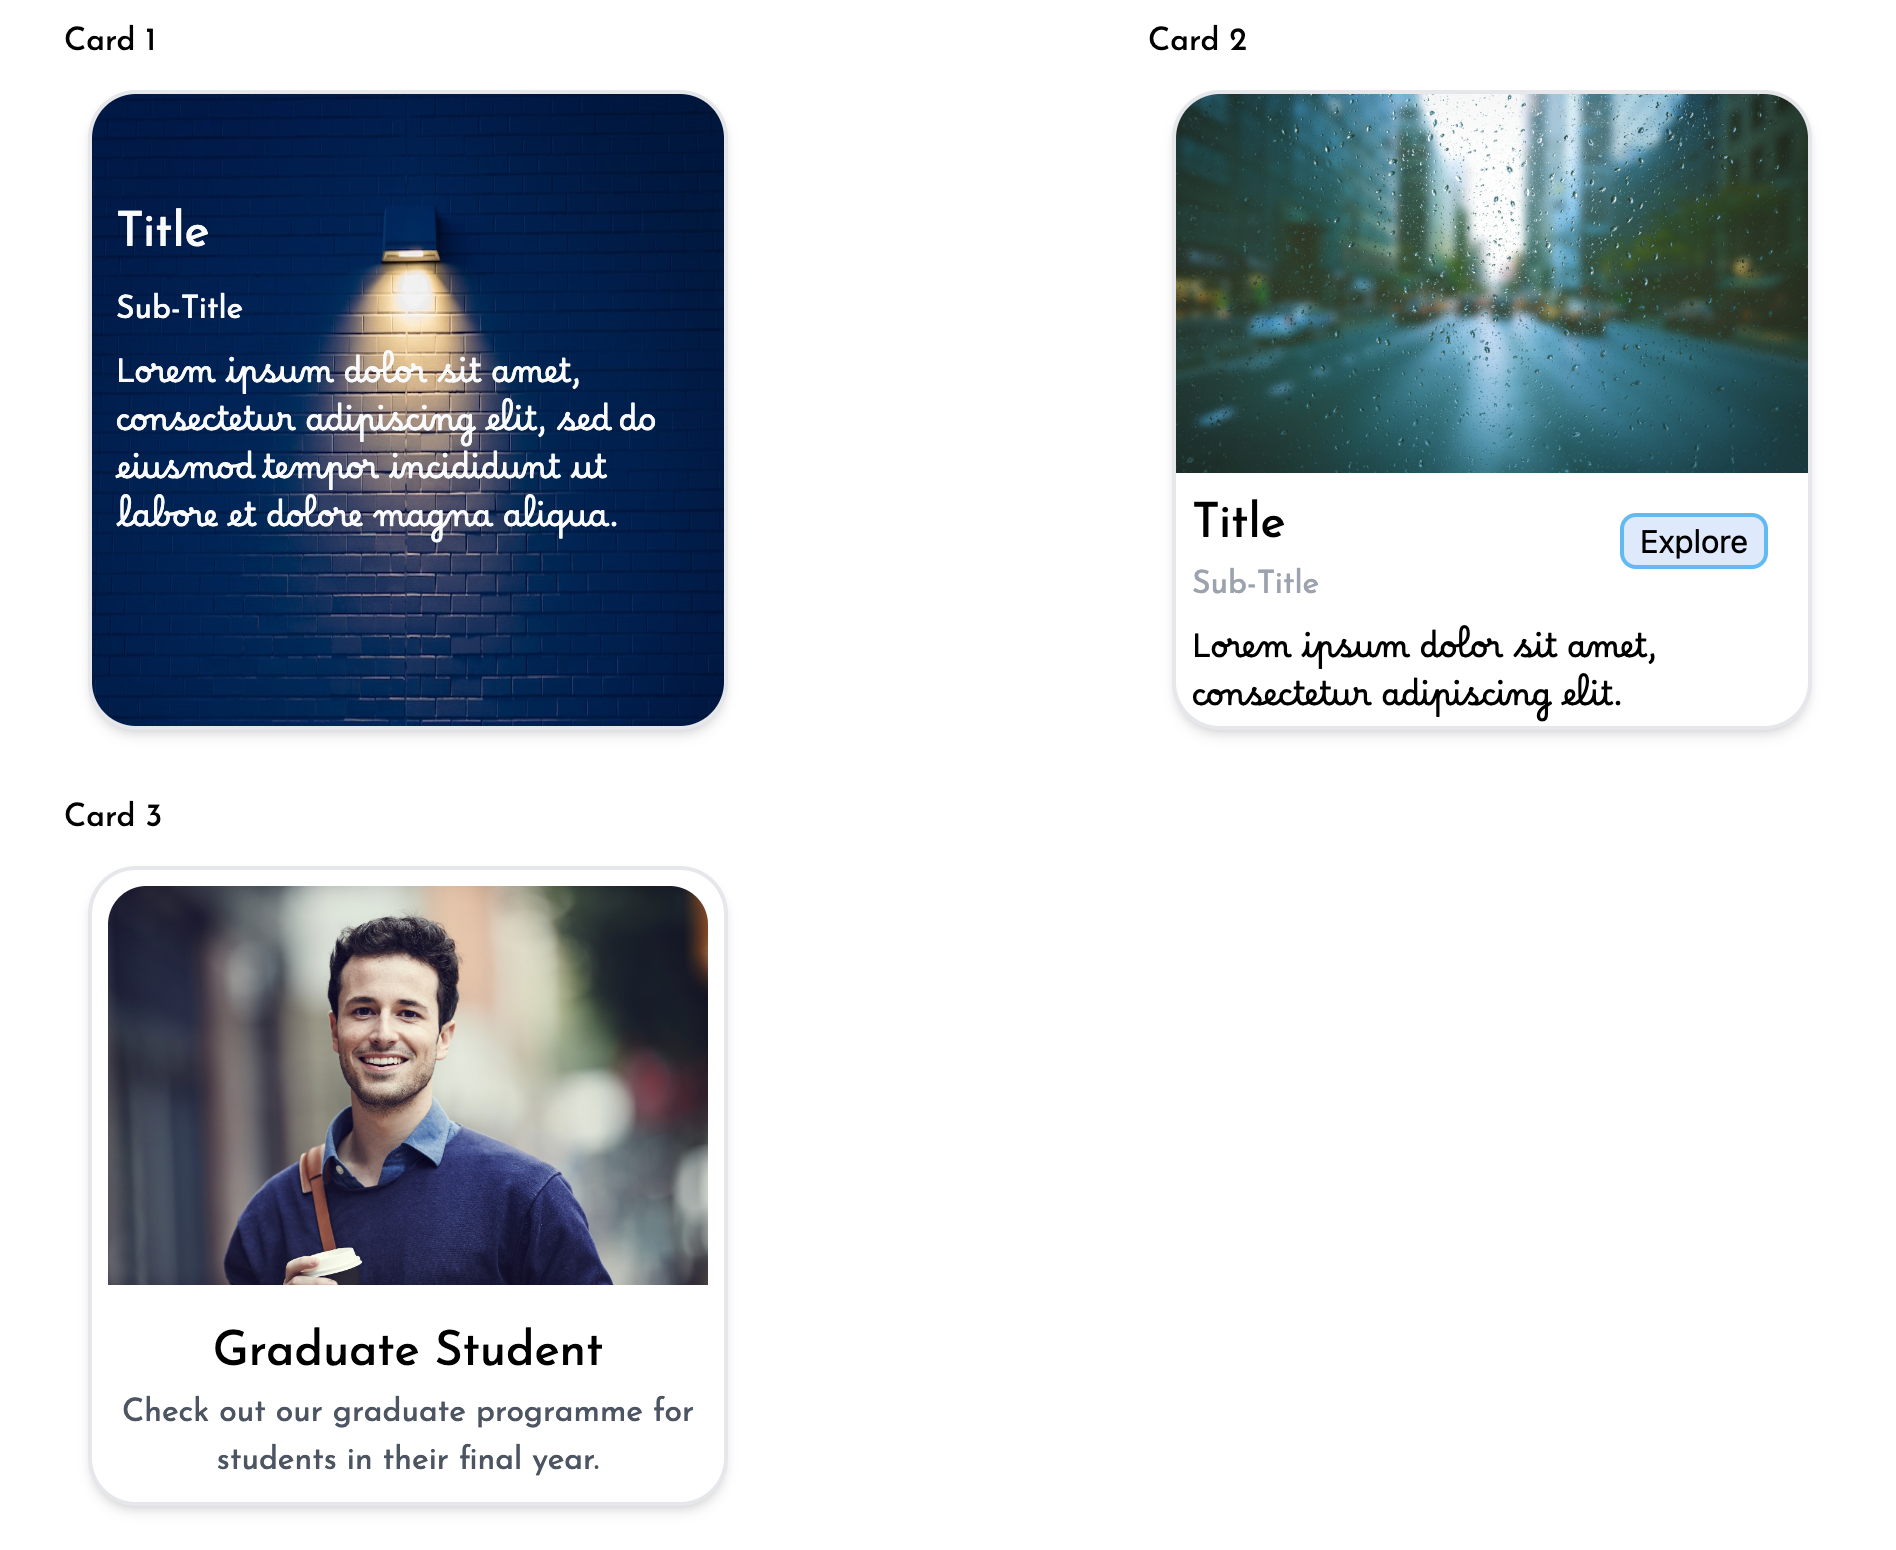 Card 1
Title
Sub-Title
Lorem ipsum dolor sit amet,
consectetur adipiscing elit, sed do
eiusmod tempor incididunt ut
labore et dolore magna aliqua.
Card 2
Title
Explore
Sub-Title
Lorem ipsum dolor sit amet,
consectetur adipiscing elit.
Card 3
Graduate Student
Check out our graduate programme for
students in their final year.